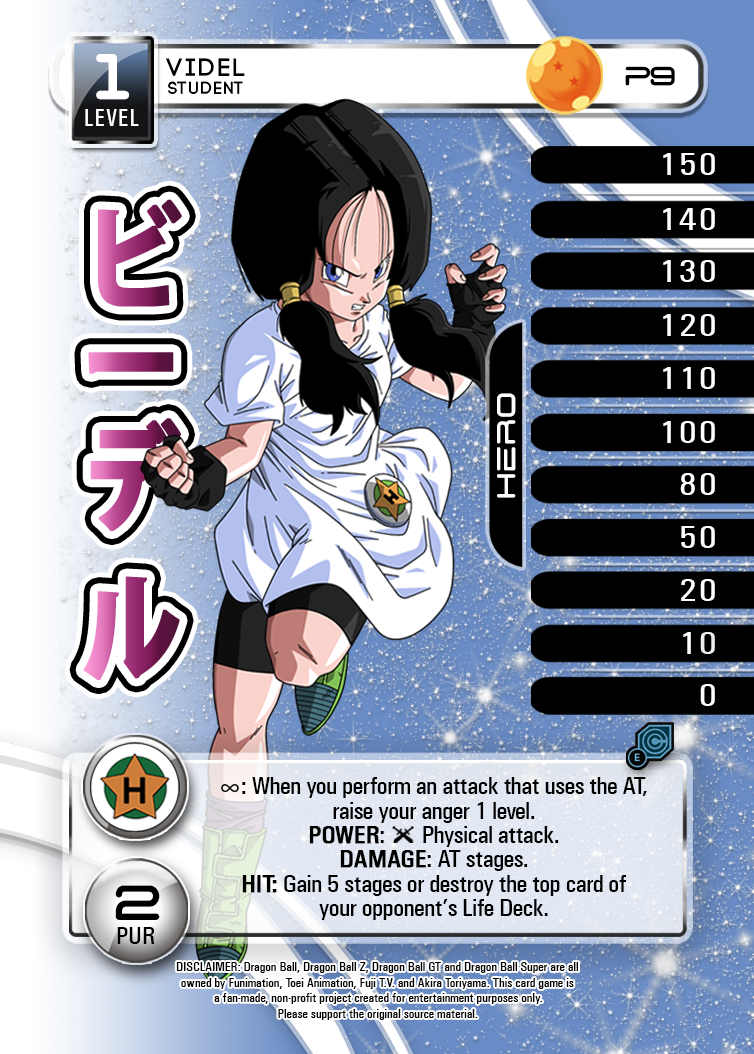 1
LEVEL
VIDEL
STUDENT
P9
ビーデル
HERO
150
140
130
120
110
100
80
50
20
10
0
H
C
E
H
∞: When you perform an attack that uses the AT,
raise your anger 1 level.
POWER: Physical attack.
DAMAGE: AT stages.
HIT: Gain 5 stages or destroy the top card of
your opponent's Life Deck.
2
PUR
DISCLAIMER: Dragon Ball, Dragon Ball Z, Dragon Ball GT and Dragon Ball Super are all
owned by Funimation, Toei Animation, Fuji T.V. and Akira Toriyama. This card game is
a fan-made, non-profit project created for entertainment purposes only.
Please support the original source material.